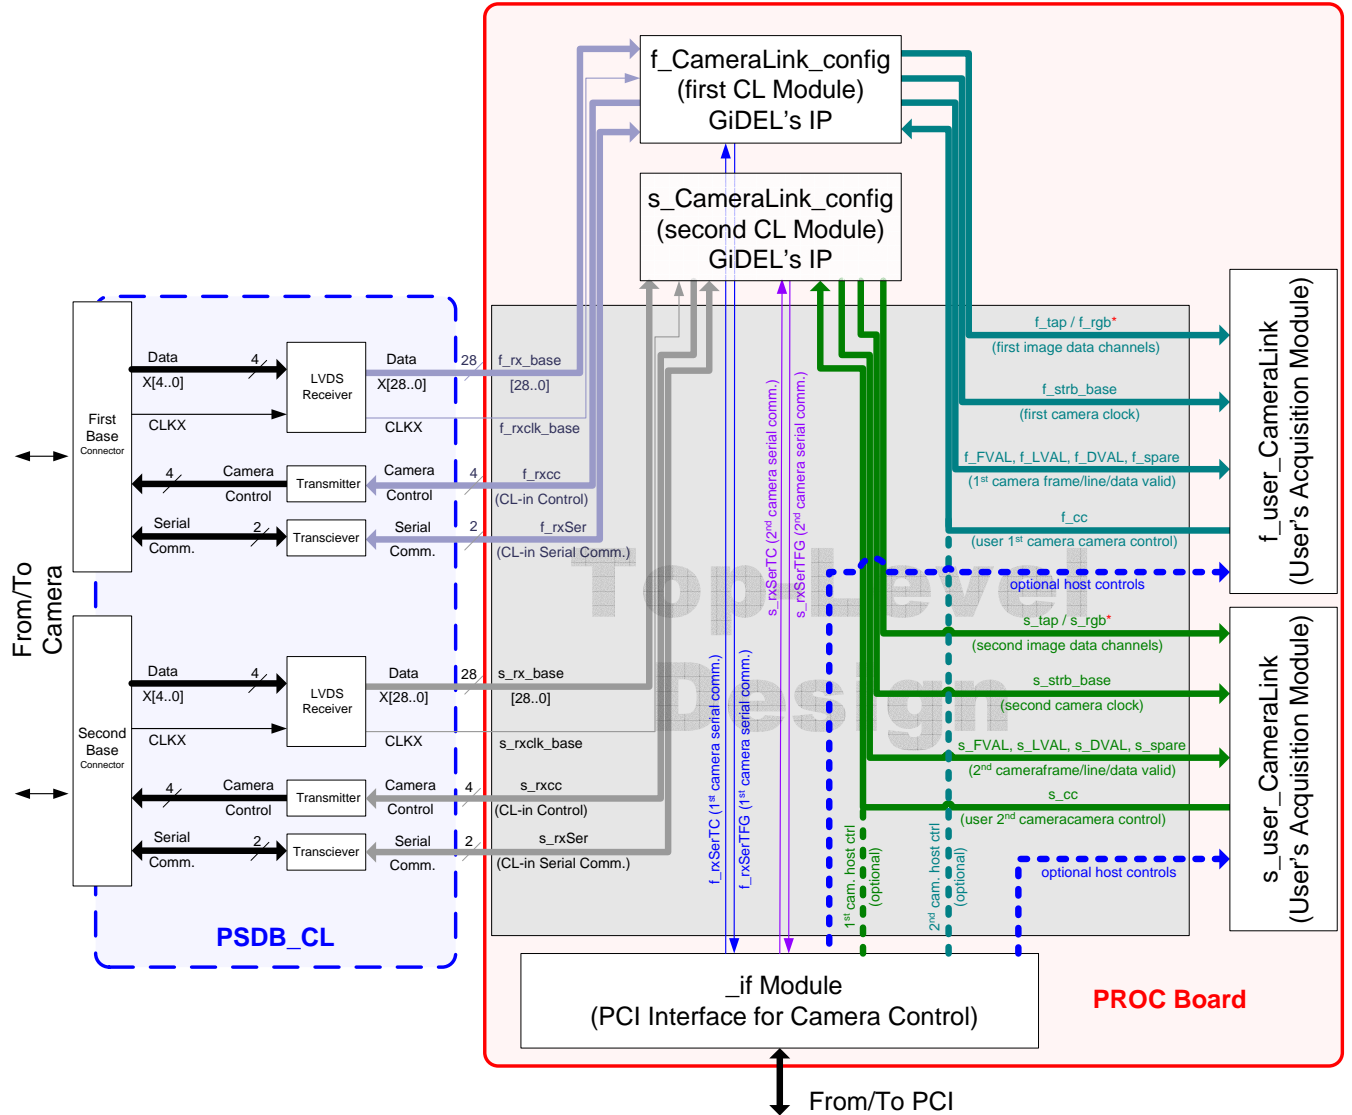 f_CameraLink_config
(first CL Module)
GiDEL's IP
s_CameraLink_config
(second CL Module)
GiDEL's IP
From/To
Camera
First
Base
Connector
Data
X[4..0]
4
CLKX
LVDS
Receiver
Data
X[28..0]
CLKX
28
f_rx_base
[28..0]
f_rxclk_base
4
Camera
Control
Transmitter
Camera
Control
4
f_rxcc
(CL-in Control)
Serial
Comm.
2
Transciever
Serial
Comm.
2
f_rxSer
(CL-in Serial Comm.)
Second
Base
Connector
Data
X[4..0]
4
CLKX
LVDS
Receiver
Data
X[28..0]
CLKX
28
s_rx_base
[28..0]
s_rxclk_base
4
Camera
Control
Transmitter
Camera
Control
4
s_rxcc
(CL-in Control)
Serial
Comm.
2
Transciever
Serial
Comm.
2
s_rxSer
(CL-in Serial Comm.)
PSDB_CL
Top-Level
Design
f_rxSerTC (1st camera serial comm.)
f_rxSerTFG (1st camera serial comm.)
s_rxSerTC (2nd camera serial comm.)
s_rxSerTFG (2nd camera serial comm.)
1st cam. host ctrl
(optional)
2nd cam. host ctrl
(optional)
f_tap / f_rgb*
(first image data channels)
f_strb_base
(first camera clock)
f_FVAL, f_LVAL, f_DVAL, f_spare
(1st camera frame/line/data valid)
f_cc
(user 1st camera camera control)
optional host controls
s_tap / s_rgb*
(second image data channels)
s_strb_base
(second camera clock)
s_FVAL, s_LVAL, s_DVAL, s_spare
(2nd cameraframe/line/data valid)
s_cc
(user 2nd cameracamera control)
optional host controls
f_user_CameraLink
(User's Acquisition Module)
s_user_CameraLink
(User's Acquisition Module)
_if Module
(PCI Interface for Camera Control)
PROC Board
From/To PCI